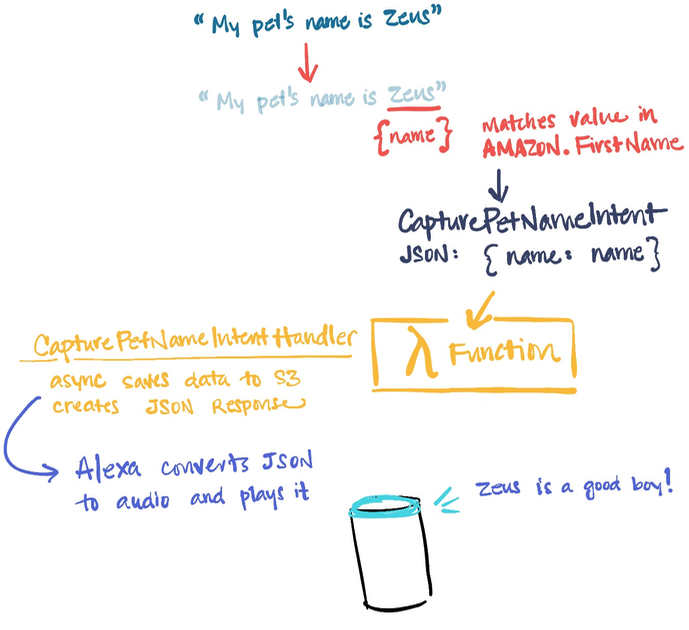 “My pet's name is Zeus”
“My pet's name is Zeus”
{name}
matches value in
AMAZON.FirstName
CapturePetNameIntent
JSON: {name: name}
λ Function
CapturePetNameIntentHandler
async saves data to S3
creates JSON Response
Alexa converts JSON
to audio and plays it
Zeus is a good boy!